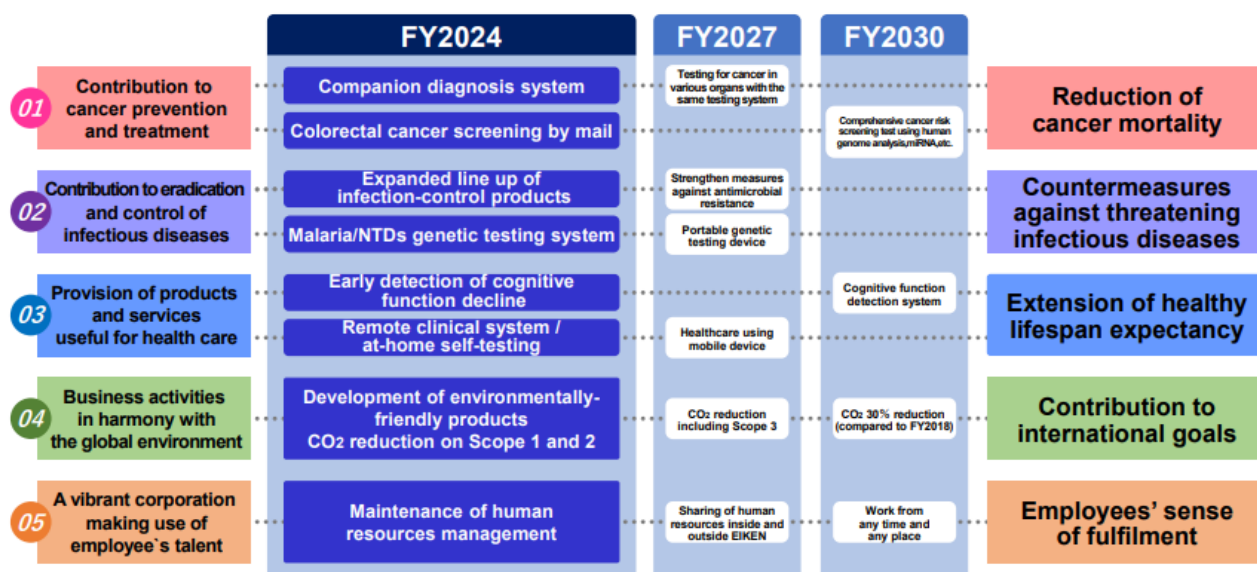 FY2024
FY2027
FY2030
01
Contribution to
cancer prevention
and treatment
Companion diagnosis system
Testing for cancer in
various organs with the
same testing system
Colorectal cancer screening by mail
Comprehensive cancer risk
screening test using human
genome analysis,miRNA,etc.
Reduction of
cancer mortality
02
Contribution to eradication
and control of
infectious diseases
Expanded line up of
infection-control products
Strengthen measures
against antimicrobial
resistance
Malaria/NTDs genetic testing system
Portable genetic
testing device
Countermeasures
against threatening
infectious diseases
03
Provision of products
and services
useful for health care
Early detection of cognitive
function decline
Cognitive function
detection system
Remote clinical system /
at-home self-testing
Healthcare using
mobile device
Extension of healthy
lifespan expectancy
04
Business activities
in harmony with
the global environment
Development of environmentally-
friendly products
CO₂ reduction on Scope 1 and 2
CO₂ reduction
including Scope 3
CO₂ 30% reduction
(compared to FY2018)
Contribution to
international goals
05
A vibrant corporation
making use of
employee`s talent
Maintenance of human
resources management
Sharing of human
resources inside and
outside EIKEN
Work from
any time and
any place
Employees’ sense
of fulfilment